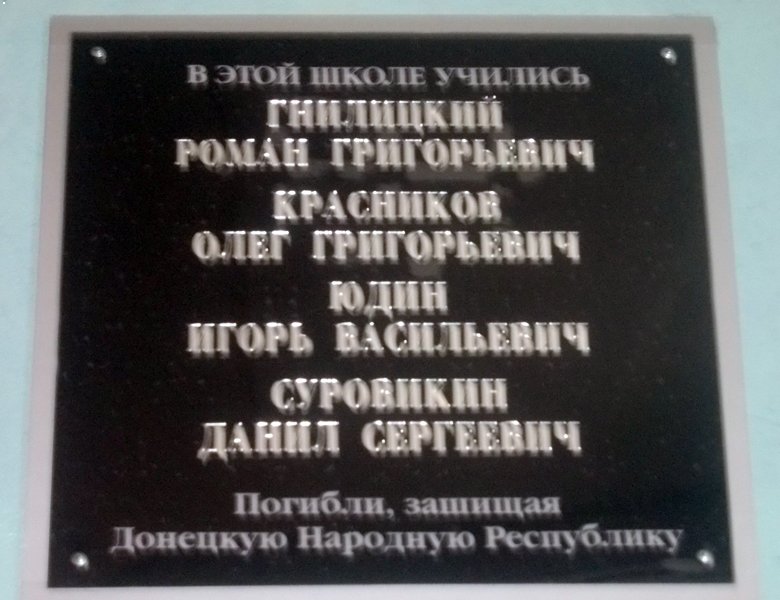 В ЭТОЙ ШКОЛЕ УЧИЛИСЬ
ГНИЛИЦКИЙ
РОМАН ГРИГОРЬЕВИЧ
КРАСНИКОВ
ОЛЕГ ГРИГОРЬЕВИЧ
ЮДИН
ИГОРЬ ВАСИЛЬЕВИЧ
СУРОВИКИН
ДАНИЛ СЕРГЕЕВИЧ
Погибли, защищая
Донецкую Народную Республику